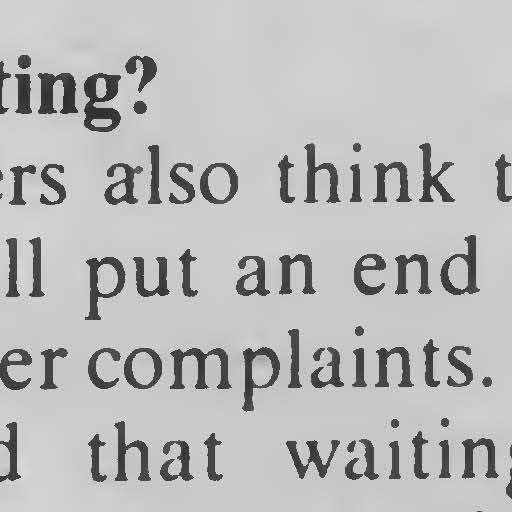 ting?
ers also think t
ll put an end
er complaints.
d that waiting